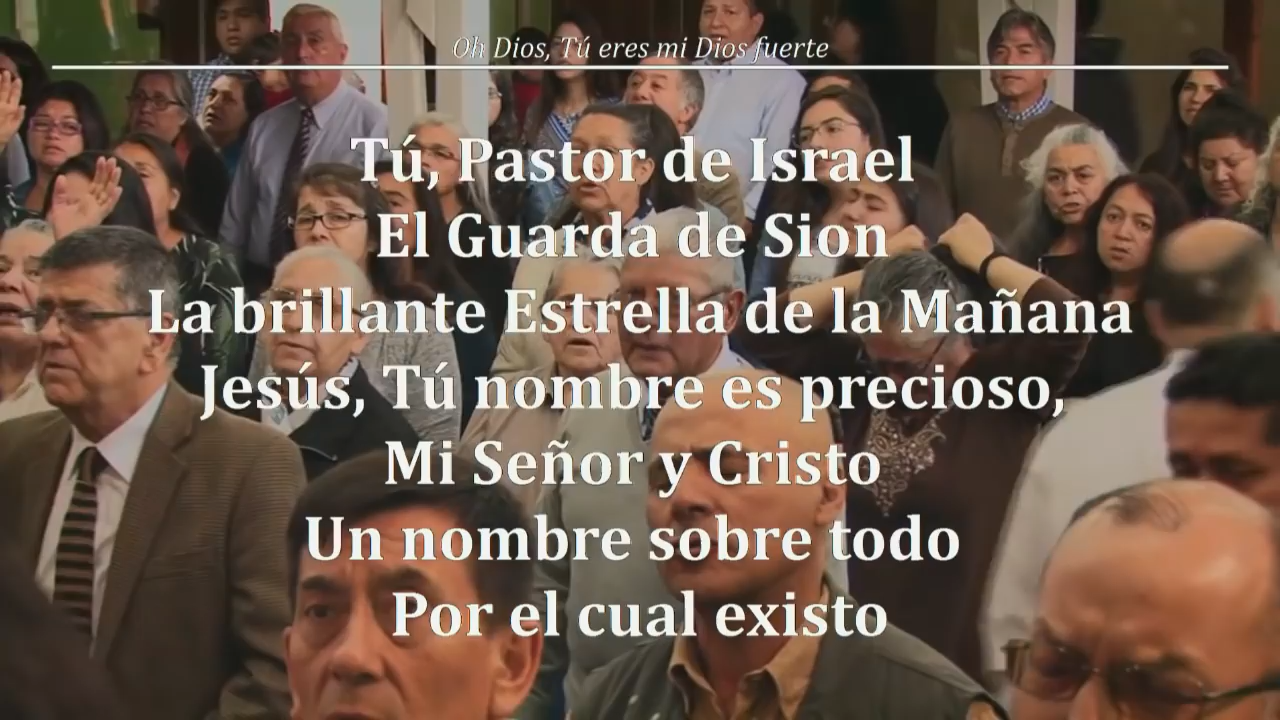 Oh Dios, Tú eres mi Dios fuerte
Tú, Pastor de Israel
El Guarda de Sion
La brillante Estrella de la Mañana
Jesús, Tú nombre es precioso,
Mi Señor y Cristo
Un nombre sobre todo
Por el cual existo